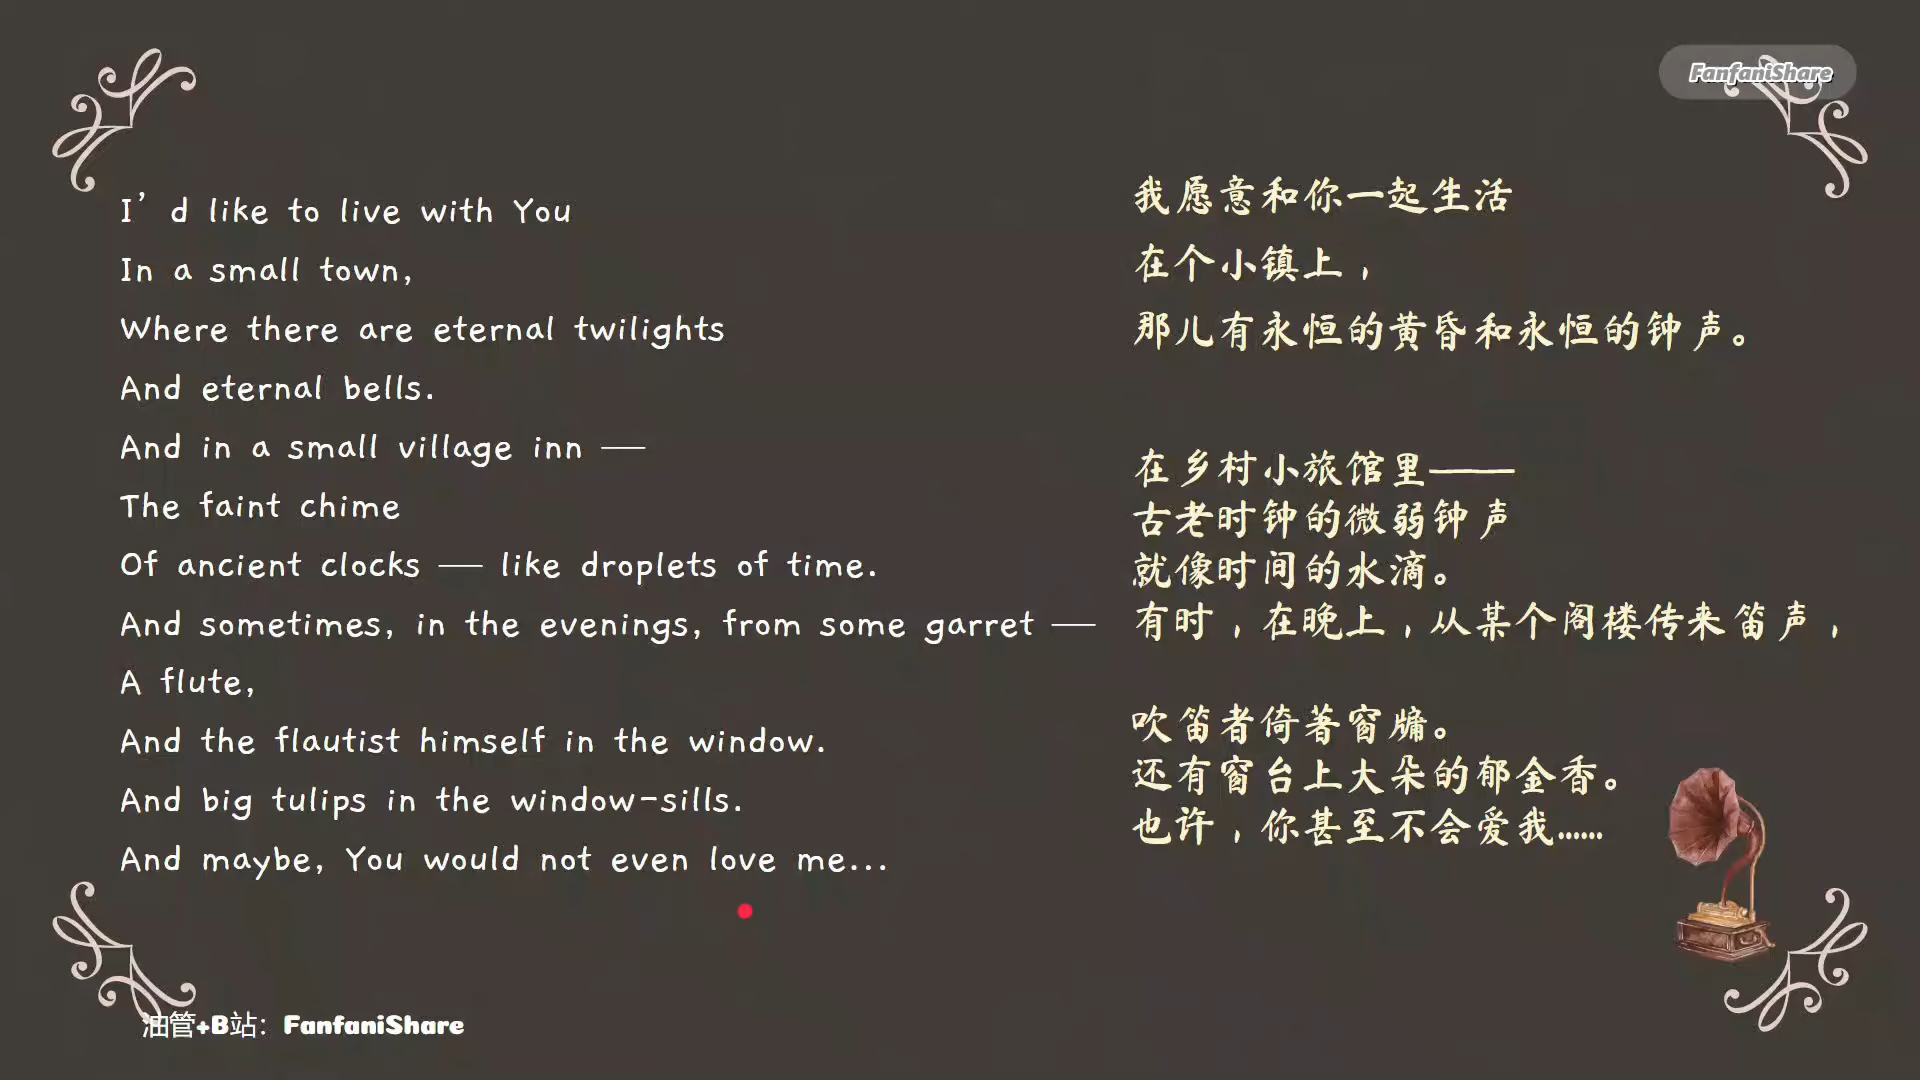 FanfaniShare
I’d like to live with You
In a small town,
Where there are eternal twilights
And eternal bells.
And in a small village inn —
The faint chime
Of ancient clocks — like droplets of time.
And sometimes, in the evenings, from some garret —
A flute,
And the flautist himself in the window.
And big tulips in the window-sills.
And maybe, You would not even love me...
我愿意和你一起生活
在个小镇上，
那儿有永恒的黄昏和永恒的钟声。
在乡村小旅馆里——
古老时钟的微弱钟声
就像时间的水滴。
有时，在晚上，从某个阁楼传来笛声，
吹笛者倚著窗牗。
还有窗台上大朵的郁金香。
也许，你甚至不会爱我……
油管+B站：FanfaniShare